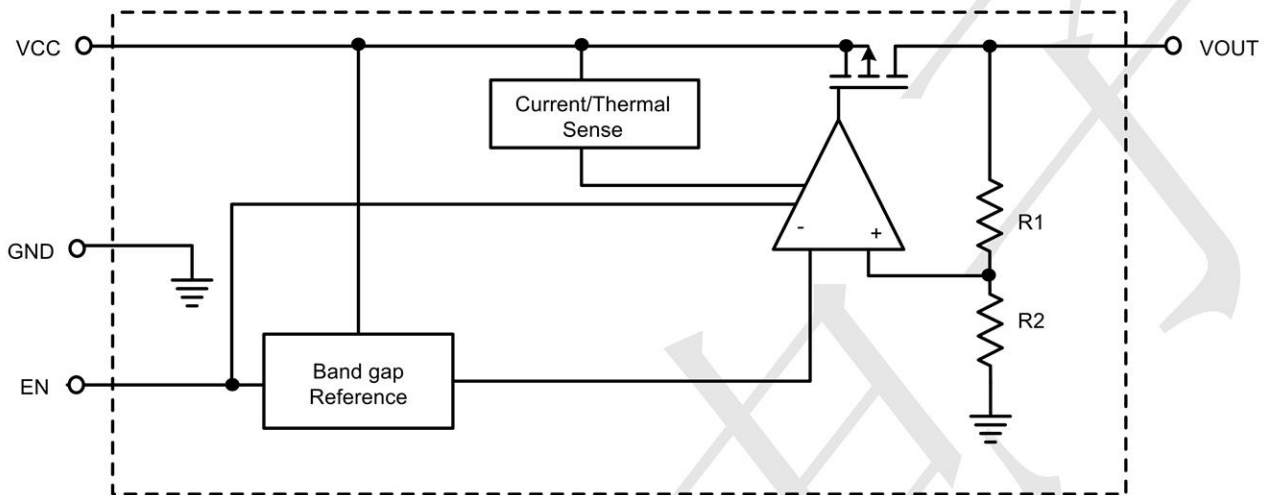 VCC
VOUT
Current/Thermal
Sense
-
+
R1
GND
R2
EN
Band gap
Reference